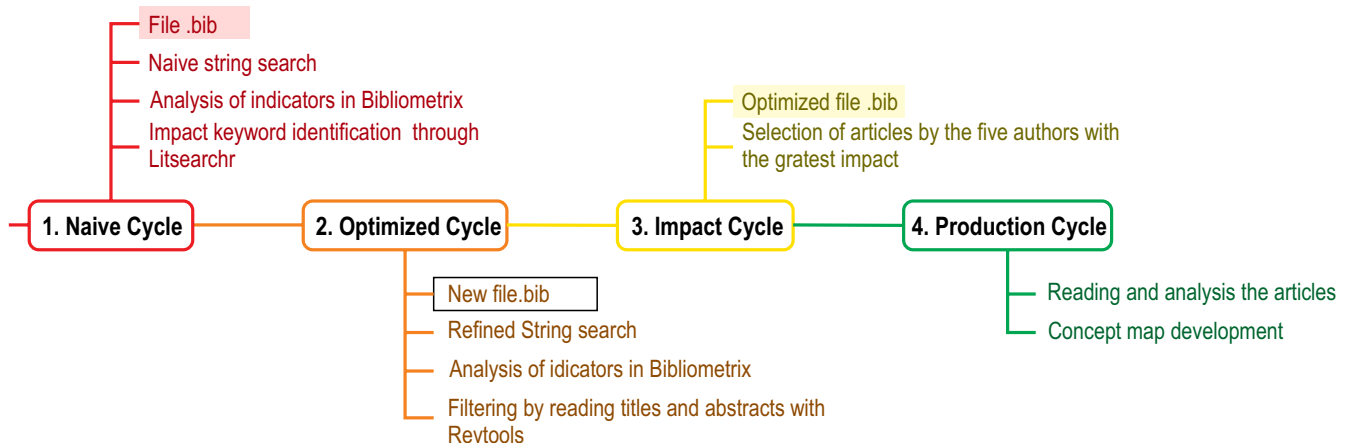 File .bib
Naive string search
Analysis of indicators in Bibliometrix
Impact keyword identification through
Litsearchr
Optimized file .bib
Selection of articles by the five authors with
the gratest impact
1. Naive Cycle
2. Optimized Cycle
3. Impact Cycle
4. Production Cycle
New file.bib
Refined String search
Analysis of idicators in Bibliometrix
Filtering by reading titles and abstracts with
Revtools
Reading and analysis the articles
Concept map development